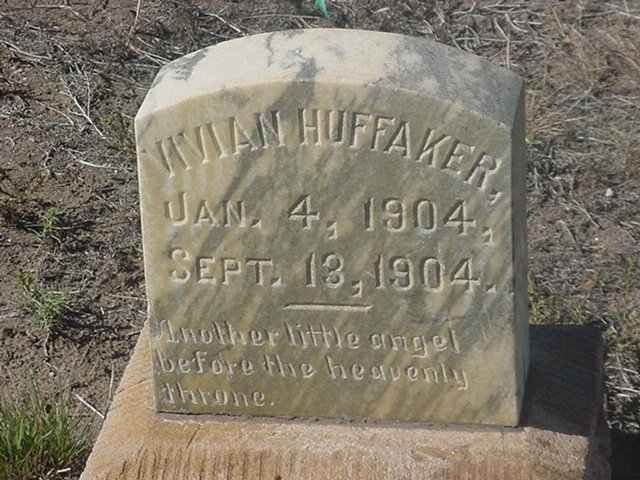 VIVIAN HUFFAKER,
JAN. 4, 1904,
SEPT. 13, 1904.
Another little angel
before the heavenly
throne.